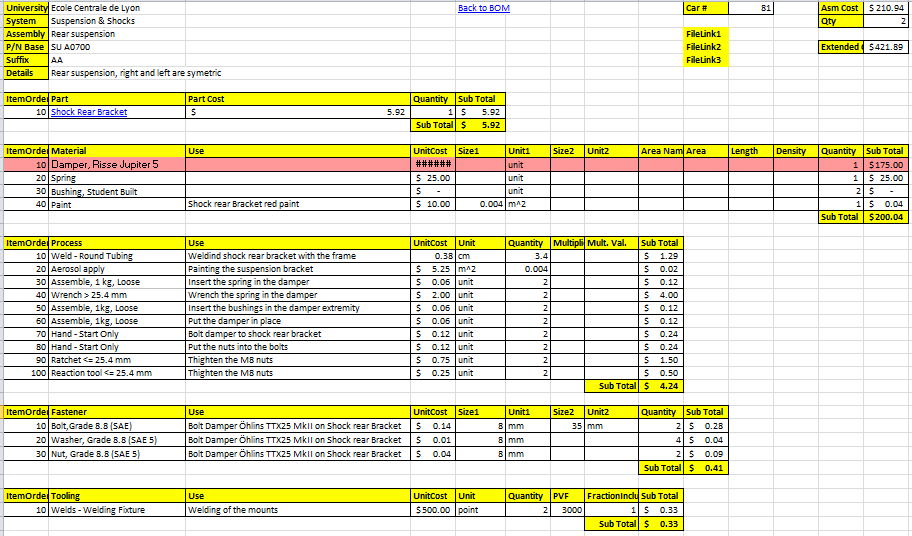 University Ecole Centrale de Lyon Back to BOM Car # 81 Asm Cost $ 210.94
System Suspension & Shocks Qty 2
Assembly Rear suspension FileLink1
P/N Base SU A0700 FileLink2 Extended $421.89
Suffix AA FileLink3
Details Rear suspension, right and left are symetric
ItemOrder Part Part Cost Quantity Sub Total
10 Shock Rear Bracket $ 5.92 1 $ 5.92
Sub Total $ 5.92
ItemOrder Material Use UnitCost Size1 Unit1 Size2 Unit2 Area Nam Area Length Density Quantity Sub Total
10 Damper, Risse Jupiter 5 ###### unit 1 $175.00
20 Spring $ 25.00 unit 1 $ 25.00
30 Bushing, Student Built $ - unit 2 $ -
40 Paint Shock rear Bracket red paint $ 10.00 0.004 m^2 1 $ 0.04
Sub Total $200.04
ItemOrder Process Use UnitCost Unit Quantity Multipli Mult. Val. Sub Total
10 Weld - Round Tubing Weldind shock rear bracket with the frame 0.38 cm 3.4 $ 1.29
20 Aerosol apply Painting the suspension bracket $ 5.25 m^2 0.004 $ 0.02
30 Assemble, 1 kg, Loose Insert the spring in the damper $ 0.06 unit 2 $ 0.12
40 Wrench > 25.4 mm Wrench the spring in the damper $ 2.00 unit 2 $ 4.00
50 Assemble, 1kg, Loose Insert the bushings in the damper extremity $ 0.06 unit 2 $ 0.12
60 Assemble, 1kg, Loose Put the damper in place $ 0.06 unit 2 $ 0.12
70 Hand - Start Only Bolt damper to shock rear bracket $ 0.12 unit 2 $ 0.24
80 Hand - Start Only Put the nuts into the bolts $ 0.12 unit 2 $ 0.24
90 Ratchet <= 25.4 mm Thighten the M8 nuts $ 0.75 unit 2 $ 1.50
100 Reaction tool <= 25.4 mm Thighten the M8 nuts $ 0.25 unit 2 $ 0.50
Sub Total $ 4.24
ItemOrder Fastener Use UnitCost Size1 Unit1 Size2 Unit2 Quantity Sub Total
10 Bolt,Grade 8.8 (SAE) Bolt Damper Öhlins TTX25 MkII on Shock rear Bracket $ 0.14 8 mm 35 mm 2 $ 0.28
20 Washer, Grade 8.8 (SAE 5) Bolt Damper Öhlins TTX25 MkII on Shock rear Bracket $ 0.01 8 mm 4 $ 0.04
30 Nut, Grade 8.8 (SAE 5) Bolt Damper Öhlins TTX25 MkII on Shock rear Bracket $ 0.04 8 mm 2 $ 0.09
Sub Total $ 0.41
ItemOrder Tooling Use UnitCost Unit Quantity PVF FractionInclu Sub Total
10 Welds - Welding Fixture Welding of the mounts $500.00 point 2 3000 1 $ 0.33
Sub Total $ 0.33